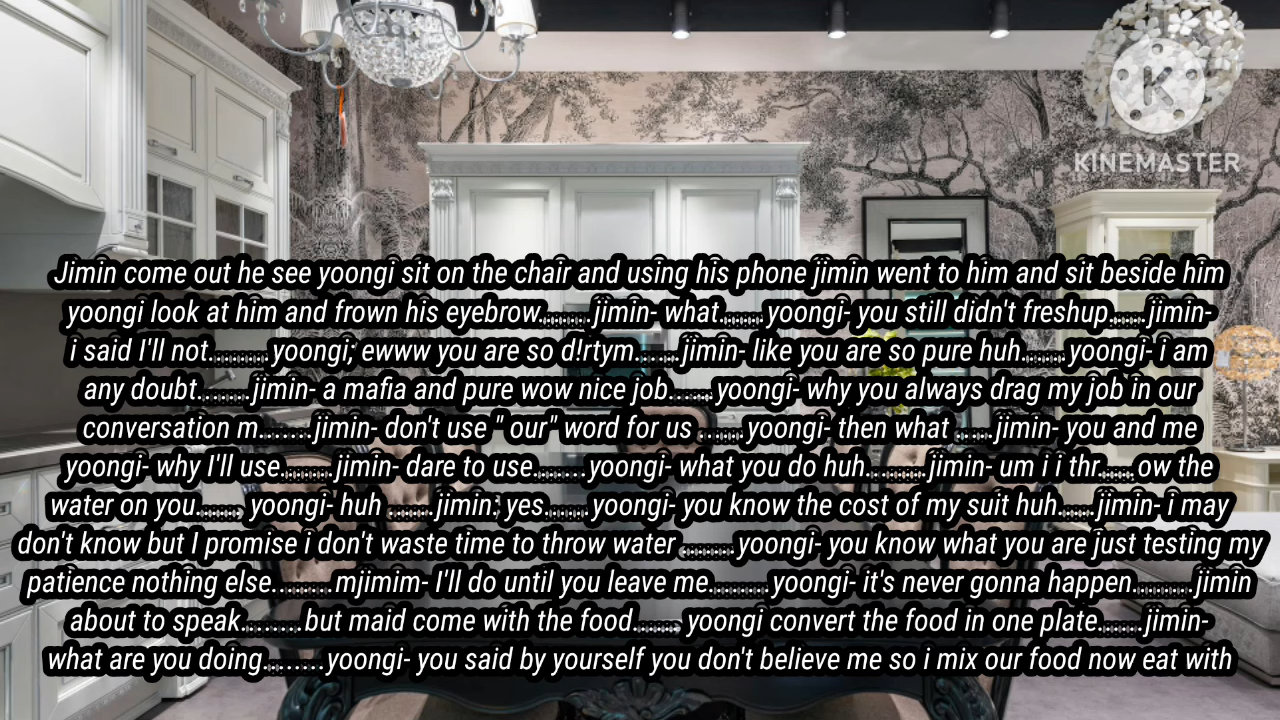 K
KINEMASTER
Jimin come out he see yoongi sit on the chair and using his phone jimin went to him and sit beside him
yoongi look at him and frown his eyebrow.........jimin- what........ yoongi- you still didn't freshup.......jimin-
i said I'll not..........yoongi; ewww you are so d!rtym.......jimin- like you are so pure huh........yoongi- i am
any doubt.........jimin- a mafia and pure wow nice job........yoongi- why you always drag my job in our
conversation m........jimin- don't use " our" word for us ........yoongi- then what .......jimin- you and me
yoongi- why I'll use.........jimin- dare to use.........yoongi- what you do huh..........jimin- um i i thr......ow the
water on you........ yoongi- huh ........jimin: yes........yoongi- you know the cost of my suit huh.......jimin- i may
don't know but I promise i don't waste time to throw water ..........yoongi- you know what you are just testing my
patience nothing else..........mjimim- I'll do until you leave me..........yoongi- it's never gonna happen..........jimin
about to speak..........but maid come with the food........ yoongi convert the food in one plate........jimin-
what are you doing..........yoongi- you said by yourself you don't believe me so i mix our food now eat with